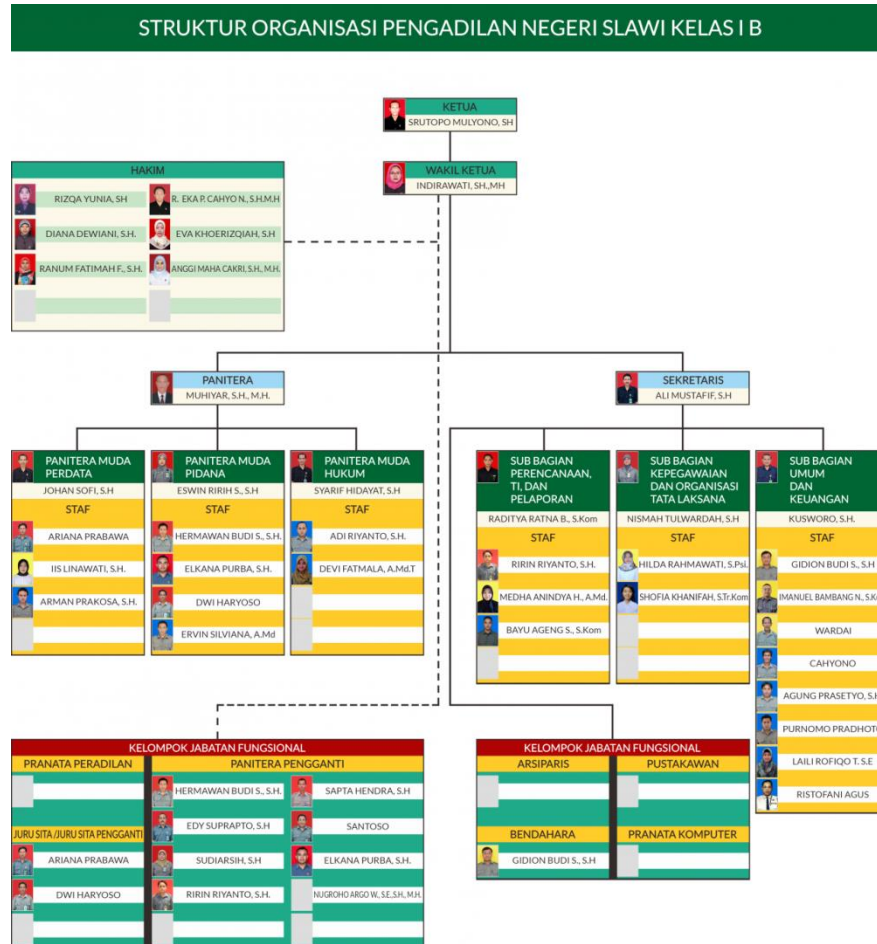 STRUKTUR ORGANISASI PENGADILAN NEGERI SLAWI KELAS I B
KETUA
SRUTOPO MULYONO, SH
WAKIL KETUA
INDIRAWATI, SH.,MH
HAKIM
RIZQA YUNIA, SH
R. EKA P. CAHYO N., S.H.M.H
DIANA DEWIANI, S.H.
EVA KHOERIZQIAH, S.H
RANUM FATIMAH F., S.H.
ANGGI MAHA CAKRI, S.H., M.H.
PANITERA
MUHIYAR, S.H., M.H.
SEKRETARIS
ALI MUSTAFIF, S.H
PANITERA MUDA
PERDATA
JOHAN SOFI, S.H
STAF
ARIANA PRABAWA
IIS LINAWATI, S.H.
ARMAN PRAKOSA, S.H.
PANITERA MUDA
PIDANA
ESWIN RIRIH S., S.H
STAF
HERMAWAN BUDI S., S.H.
ELKANA PURBA, S.H.
DWI HARYOSO
ERVIN SILVIANA, A.Md
PANITERA MUDA
HUKUM
SYARIF HIDAYAT, S.H
STAF
ADI RIYANTO, S.H.
DEVI FATMALA, A.Md.T
SUB BAGIAN
PERENCANAAN,
TI, DAN
PELAPORAN
RADITYA RATNA B., S.Kom
STAF
RIRIN RIYANTO, S.H.
MEDHA ANINDYA H., A.Md.
BAYU AGENG S., S.Kom
SUB BAGIAN
KEPEGAWAIAN
DAN ORGANISASI
TATA LAKSANA
NISMAH TULWARDAH, S.H
STAF
HILDA RAHMAWATI, S.Psi.
SHOFIA KHANIFAH, S.Tr.Kom
SUB BAGIAN
UMUM
DAN
KEUANGAN
KUSWORO, S.H.
STAF
GIDION BUDI S., S.H
IMANUEL BAMBANG N., S.Ko
WARDAI
CAHYONO
AGUNG PRASETYO, S.H
PURNOMO PRADHOTO
LAILI ROFIQO T. S.E
RISTOFANI AGUS
KELOMPOK JABATAN FUNGSIONAL
PRANATA PERADILAN
JURU SITA /JURU SITA PENGGANTI
ARIANA PRABAWA
DWI HARYOSO
PANITERA PENGGANTI
HERMAWAN BUDI S., S.H.
SAPTA HENDRA, S.H
EDY SUPRAPTO, S.H
SANTOSO
SUDIARSIH, S.H
ELKANA PURBA, S.H.
RIRIN RIYANTO, S.H.
NUGROHO ARGO W., S.E.,S.H., M.H.
KELOMPOK JABATAN FUNGSIONAL
ARSIPARIS
PUSTAKAWAN
BENDAHARA
PRANATA KOMPUTER
GIDION BUDI S., S.H